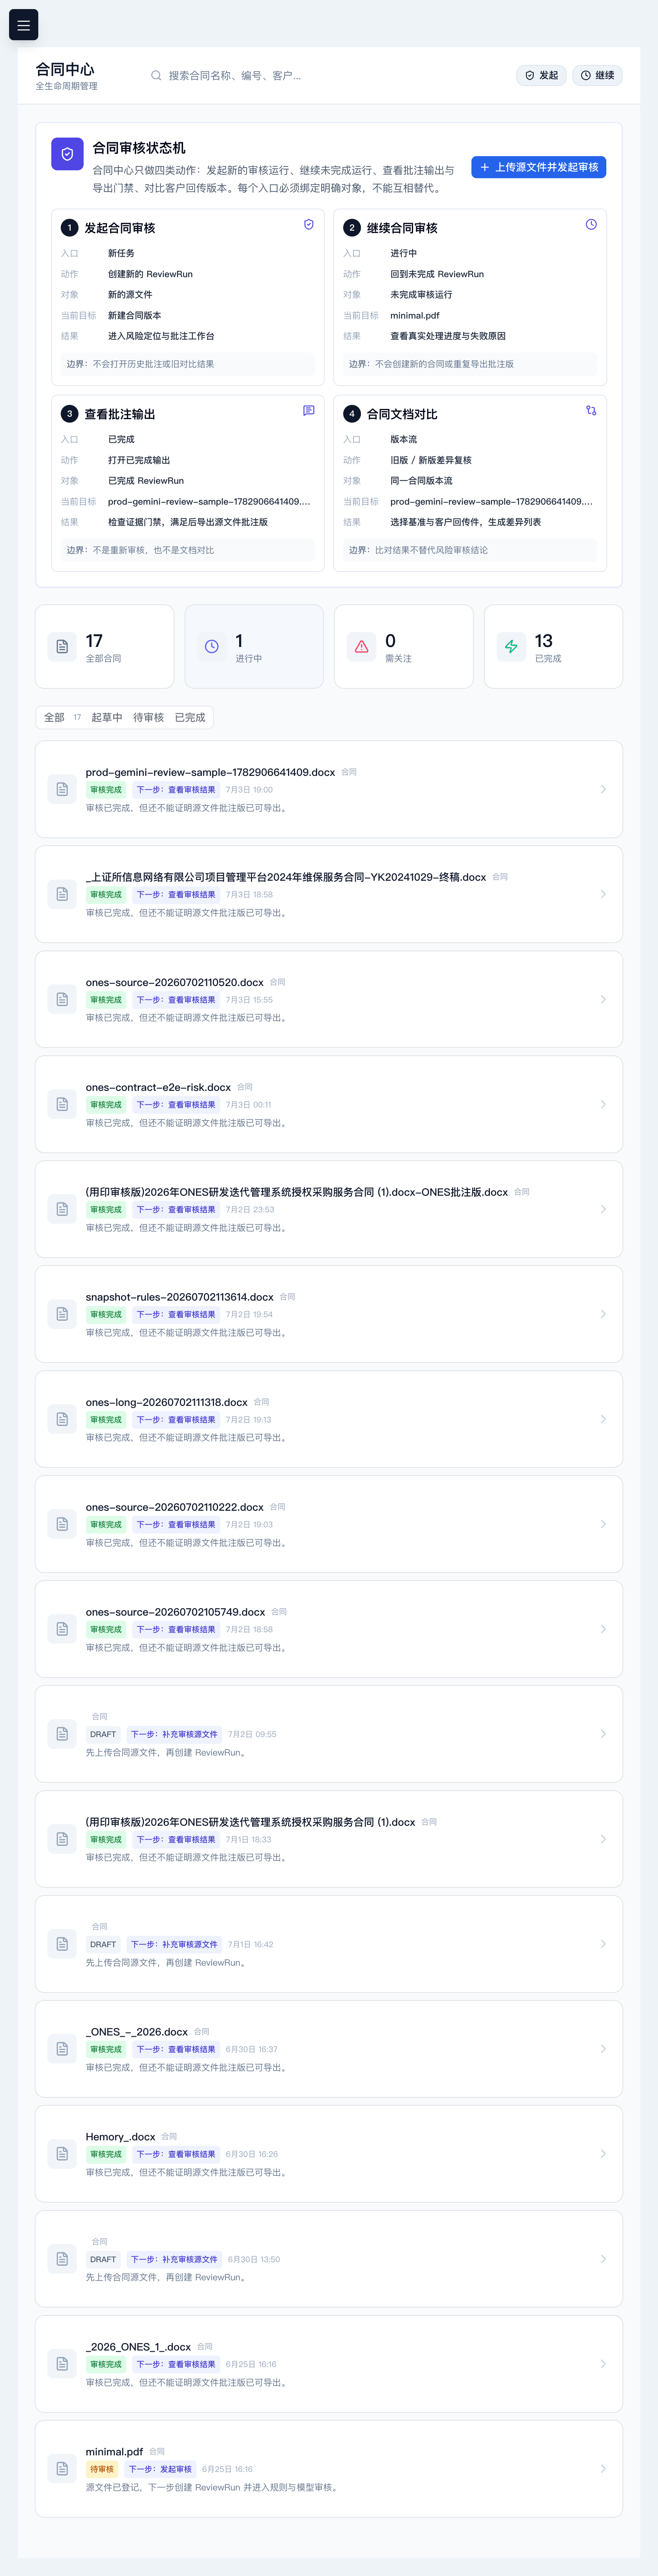 合同中心
全生命周期管理
搜索合同名称、编号、客户...
发起
继续
合同审核状态机
合同中心只做四类动作：发起新的审核运行、继续未完成运行、查看批注输出与
导出门禁、对比客户回传版本。每个入口必须绑定明确对象，不能互相替代。
上传源文件并发起审核
1 发起合同审核
入口 新任务
动作 创建新的 ReviewRun
对象 新的源文件
当前目标 新建合同版本
结果 进入风险定位与批注工作台
边界：不会打开历史批注或旧对比结果
2 继续合同审核
入口 进行中
动作 回到未完成 ReviewRun
对象 未完成审核运行
当前目标 minimal.pdf
结果 查看真实处理进度与失败原因
边界：不会创建新的合同或重复导出批注版
3 查看批注输出
入口 已完成
动作 打开已完成输出
对象 已完成 ReviewRun
当前目标 prod-gemini-review-sample-1782906641409....
结果 检查证据门禁，满足后导出源文件批注版
边界：不是重新审核，也不是文档对比
4 合同文档对比
入口 版本流
动作 旧版 / 新版差异复核
对象 同一合同版本流
当前目标 prod-gemini-review-sample-1782906641409....
结果 选择基准与客户回传件，生成差异列表
边界：比对结果不替代风险审核结论
17
全部合同
1
进行中
0
需关注
13
已完成
全部 17 起草中 待审核 已完成
prod-gemini-review-sample-1782906641409.docx 合同
审核完成 下一步：查看审核结果 7月3日 19:00
审核已完成，但还不能证明源文件批注版已可导出。
_上证所信息网络有限公司项目管理平台2024年维保服务合同-YK20241029-终稿.docx 合同
审核完成 下一步：查看审核结果 7月3日 18:58
审核已完成，但还不能证明源文件批注版已可导出。
ones-source-20260702110520.docx 合同
审核完成 下一步：查看审核结果 7月3日 15:55
审核已完成，但还不能证明源文件批注版已可导出。
ones-contract-e2e-risk.docx 合同
审核完成 下一步：查看审核结果 7月3日 00:11
审核已完成，但还不能证明源文件批注版已可导出。
(用印审核版)2026年ONES研发迭代管理系统授权采购服务合同 (1).docx-ONES批注版.docx 合同
审核完成 下一步：查看审核结果 7月2日 23:53
审核已完成，但还不能证明源文件批注版已可导出。
snapshot-rules-20260702113614.docx 合同
审核完成 下一步：查看审核结果 7月2日 19:54
审核已完成，但还不能证明源文件批注版已可导出。
ones-long-20260702111318.docx 合同
审核完成 下一步：查看审核结果 7月2日 19:13
审核已完成，但还不能证明源文件批注版已可导出。
ones-source-20260702110222.docx 合同
审核完成 下一步：查看审核结果 7月2日 19:03
审核已完成，但还不能证明源文件批注版已可导出。
ones-source-20260702105749.docx 合同
审核完成 下一步：查看审核结果 7月2日 18:58
审核已完成，但还不能证明源文件批注版已可导出。
合同
DRAFT 下一步：补充审核源文件 7月2日 09:55
先上传合同源文件，再创建 ReviewRun。
(用印审核版)2026年ONES研发迭代管理系统授权采购服务合同 (1).docx 合同
审核完成 下一步：查看审核结果 7月1日 18:33
审核已完成，但还不能证明源文件批注版已可导出。
合同
DRAFT 下一步：补充审核源文件 7月1日 16:42
先上传合同源文件，再创建 ReviewRun。
_ONES_-_2026.docx 合同
审核完成 下一步：查看审核结果 6月30日 16:37
审核已完成，但还不能证明源文件批注版已可导出。
Hemory_.docx 合同
审核完成 下一步：查看审核结果 6月30日 16:26
审核已完成，但还不能证明源文件批注版已可导出。
合同
DRAFT 下一步：补充审核源文件 6月30日 13:50
先上传合同源文件，再创建 ReviewRun。
_2026_ONES_1_.docx 合同
审核完成 下一步：查看审核结果 6月25日 16:16
审核已完成，但还不能证明源文件批注版已可导出。
minimal.pdf 合同
待审核 下一步：发起审核 6月25日 16:16
源文件已登记，下一步创建 ReviewRun 并进入规则与模型审核。